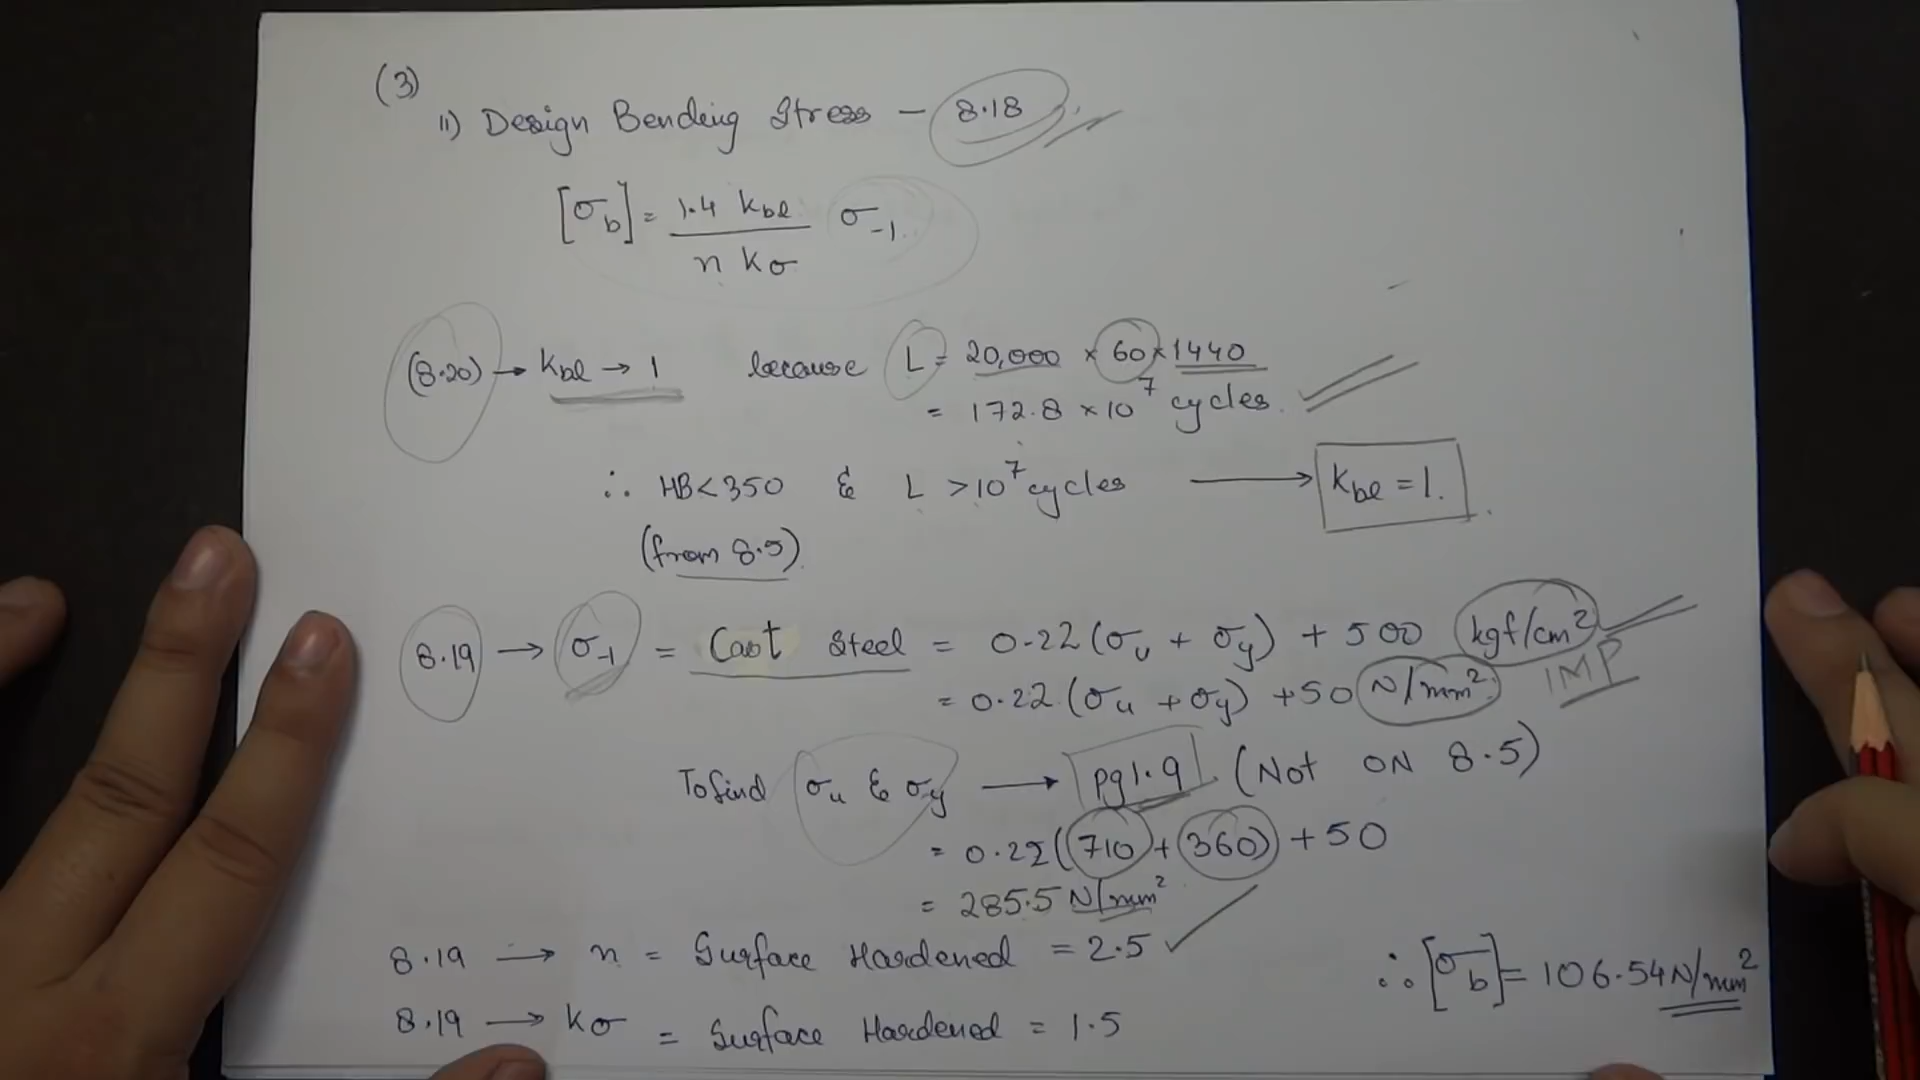 (3)
ii) Design Bending Stress – 8.18
[σb] = 1.4 kbl / n kσ σ-1
(8.20) → kbl → 1 because L = 20,000 × 60 × 1440
= 172.8 × 10^7 cycles.
∴ HB<350 & L >10^7 cycles → kbl = 1.
(from 8.5)
8.19 → σ-1 = Cast Steel = 0.22 (σu + σy) + 500 kgf/cm²
= 0.22 (σu + σy) +50 N/mm² IMP
To find σu & σy → pg 1.9. (Not ON 8.5)
= 0.22 (710 + 360) + 50
= 285.5 N/mm²
8.19 → n = Surface Hardened = 2.5
8.19 → kσ = Surface Hardened = 1.5
∴ [σb] = 106.54 N/mm²